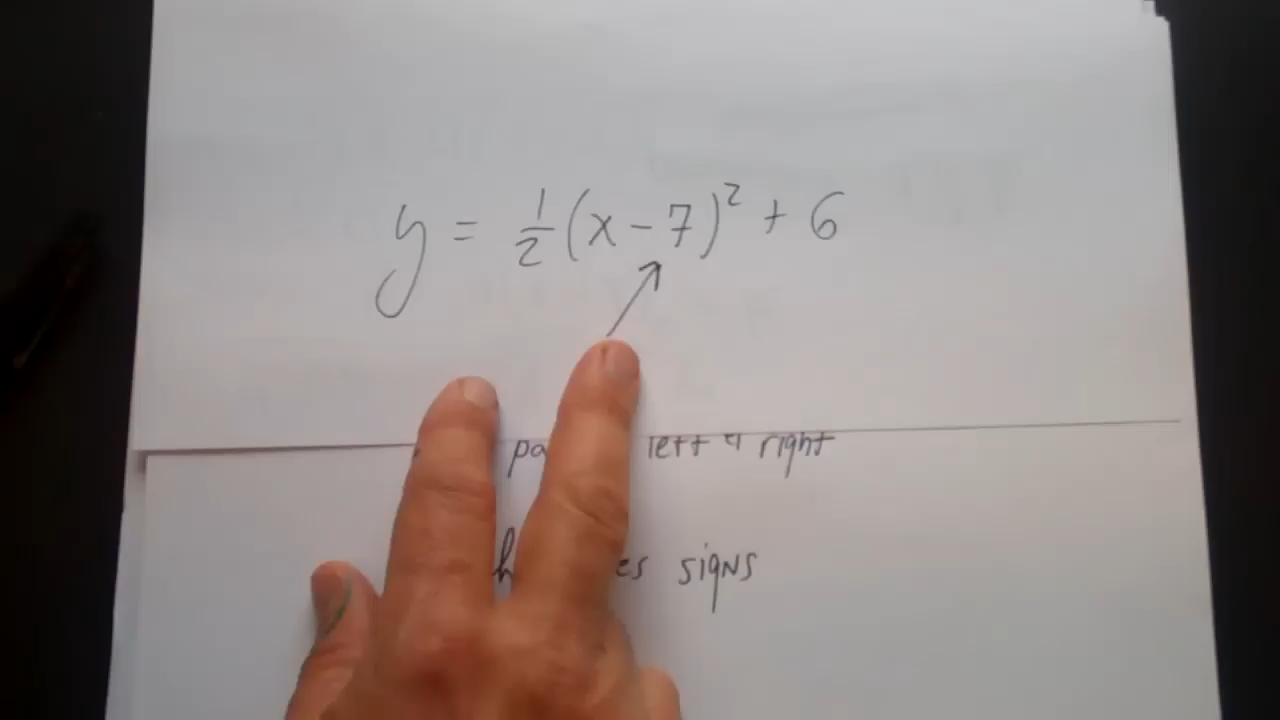 y = 1/2 (x - 7)² + 6
left & right
signs